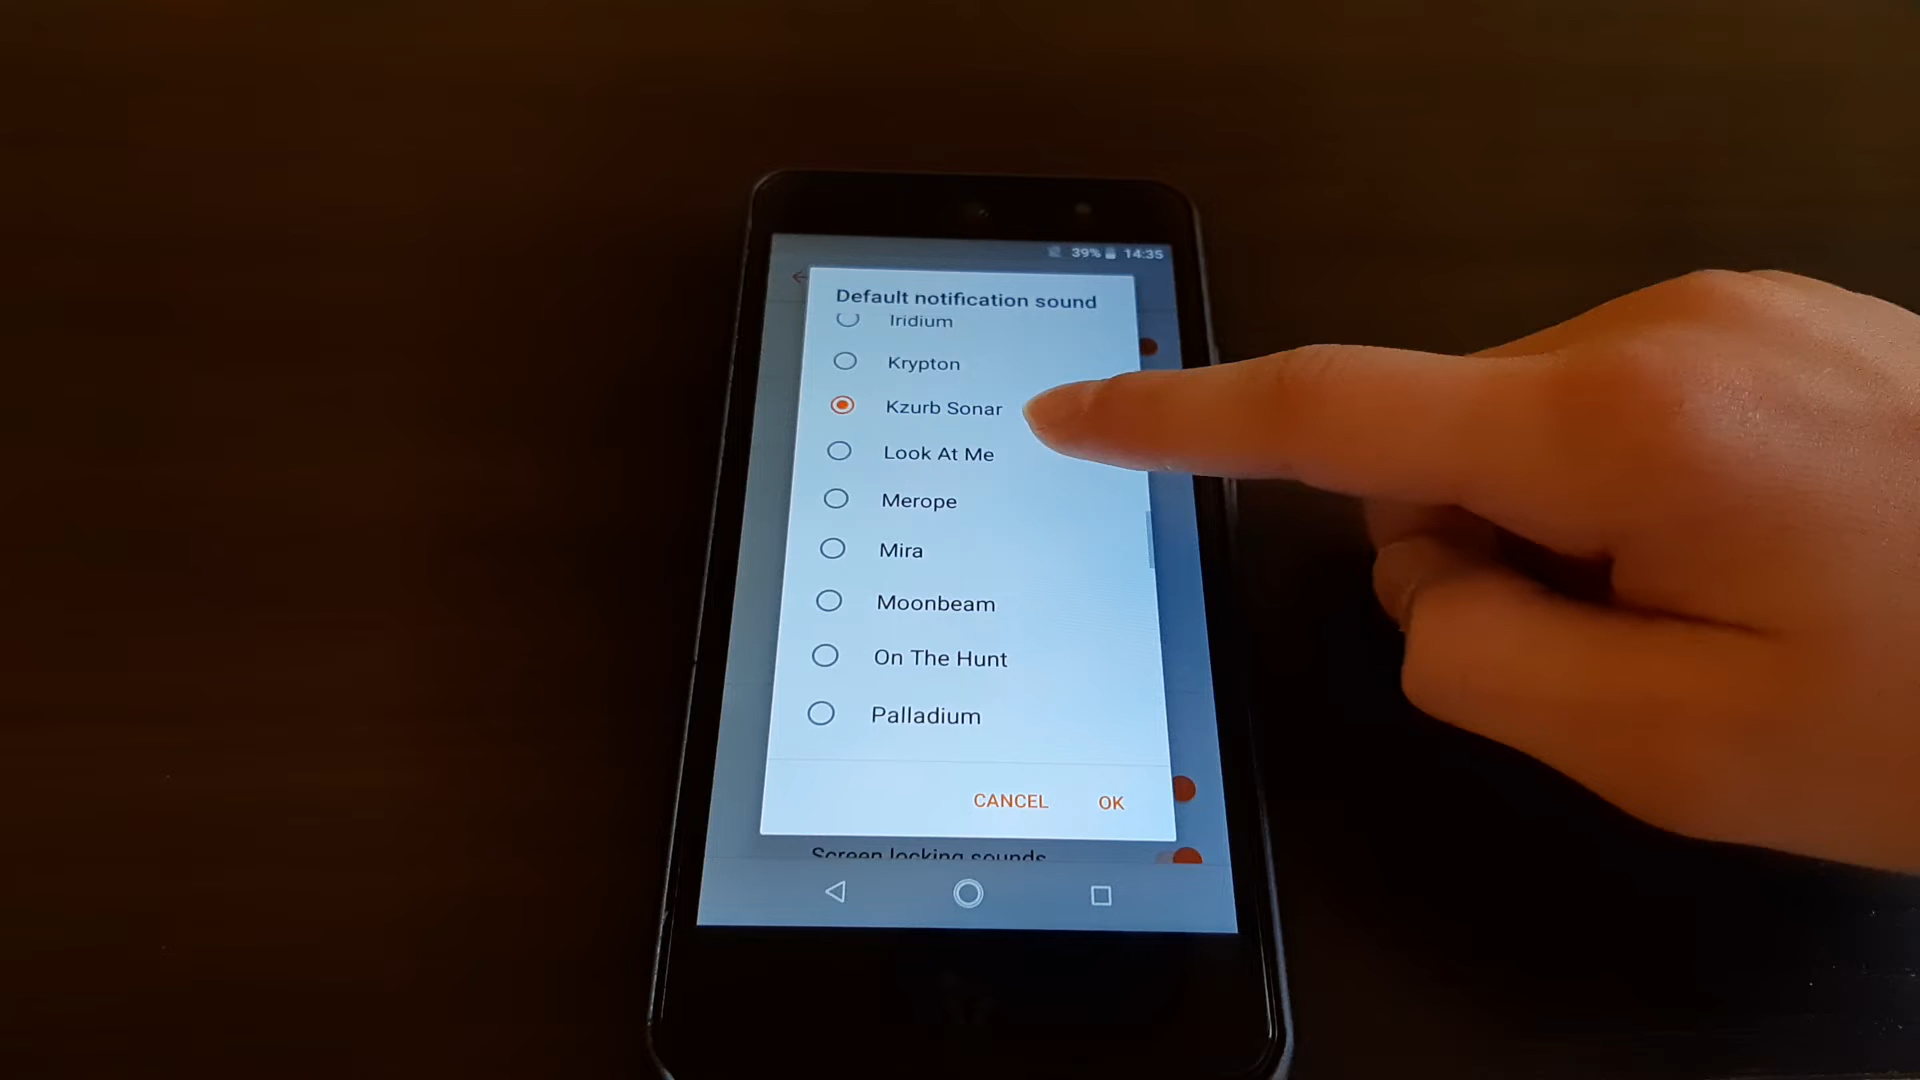 39% 14:35
Default notification sound
Iridium
Krypton
Kzurb Sonar
Look At Me
Merope
Mira
Moonbeam
On The Hunt
Palladium
CANCEL OK
Screen locking sounds